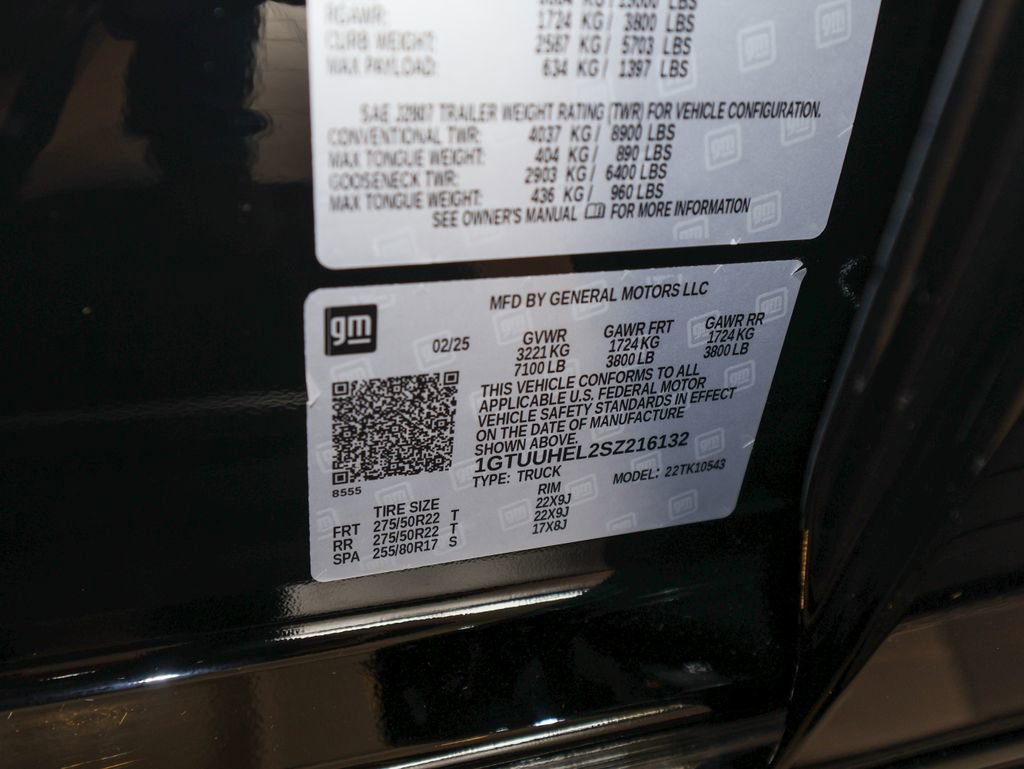 LBS
RGAWR: 1724 KG / 3800 LBS
CURB WEIGHT: 2587 KG / 5703 LBS
MAX PAYLOAD: 634 KG / 1397 LBS
SAE J2807 TRAILER WEIGHT RATING (TWR) FOR VEHICLE CONFIGURATION.
CONVENTIONAL TWR: 4037 KG / 8900 LBS
MAX TONGUE WEIGHT: 404 KG / 890 LBS
GOOSENECK TWR: 2903 KG / 6400 LBS
MAX TONGUE WEIGHT: 436 KG / 960 LBS
SEE OWNER'S MANUAL FOR MORE INFORMATION
gm
MFD BY GENERAL MOTORS LLC
02/25
GVWR GAWR FRT GAWR RR
3221 KG 1724 KG 1724 KG
7100 LB 3800 LB 3800 LB
THIS VEHICLE CONFORMS TO ALL
APPLICABLE U.S. FEDERAL MOTOR
VEHICLE SAFETY STANDARDS IN EFFECT
ON THE DATE OF MANUFACTURE
SHOWN ABOVE.
1GTUUHEL2SZ216132
TYPE: TRUCK MODEL: 22TK10543
8555
TIRE SIZE RIM
FRT 275/50R22 T 22X9J
RR 275/50R22 T 22X9J
SPA 255/80R17 S 17X8J